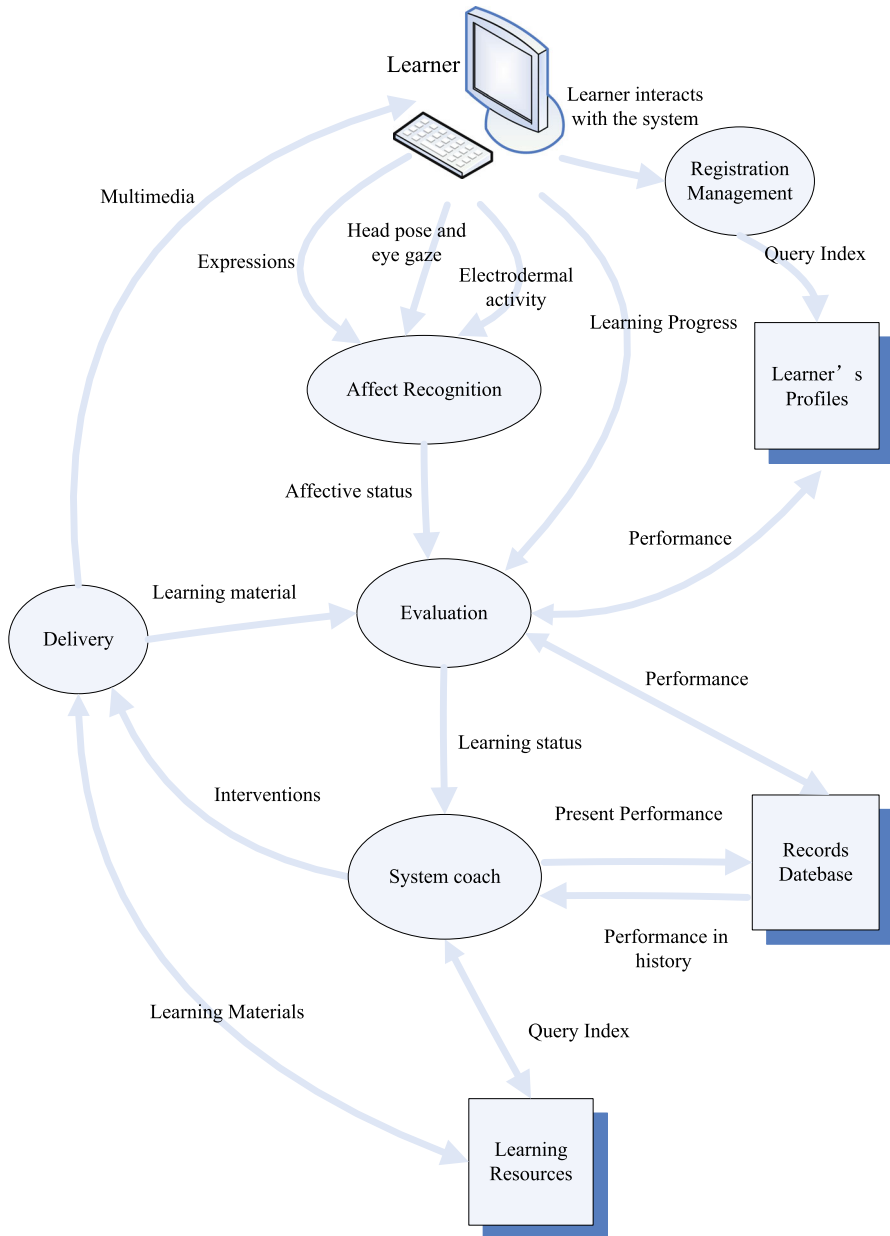 Learner
Learner interacts
with the system
Registration
Management
Multimedia
Head pose and
eye gaze
Expressions
Electrodermal
activity
Query Index
Learning Progress
Learner’s
Profiles
Affect Recognition
Affective status
Performance
Learning material
Evaluation
Delivery
Performance
Learning status
Interventions
Present Performance
System coach
Records
Datebase
Performance in
history
Learning Materials
Query Index
Learning
Resources